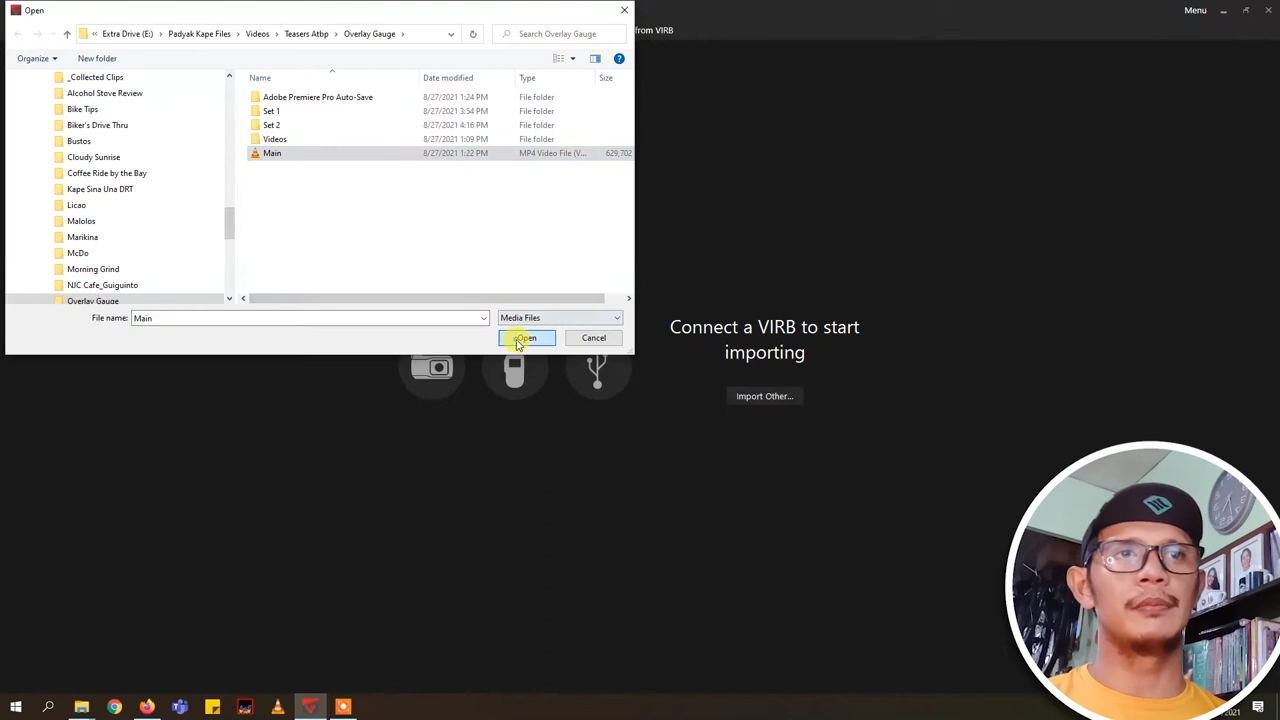 Open
Menu
« Extra Drive (E:) > Padyak Kape Files > Videos > Teasers Atbp > Overlay Gauge >
Search Overlay Gauge
from VIRB
Organize
New folder
_Collected Clips
Alcohol Stove Review
Bike Tips
Biker's Drive Thru
Bustos
Cloudy Sunrise
Coffee Ride by the Bay
Kape Sina Una DRT
Licao
Malolos
Marikina
McDo
Morning Grind
NJC Cafe_Guiguinto
Overlay Gauge
Name Date modified Type Size
Adobe Premiere Pro Auto-Save 8/27/2021 1:24 PM File folder
Set 1 8/27/2021 3:54 PM File folder
Set 2 8/27/2021 4:16 PM File folder
Videos 8/27/2021 1:09 PM File folder
Main 8/27/2021 1:22 PM MP4 Video File (V... 629,702
File name: Main
Media Files
Open
Cancel
Connect a VIRB to start
importing
Import Other...
2021